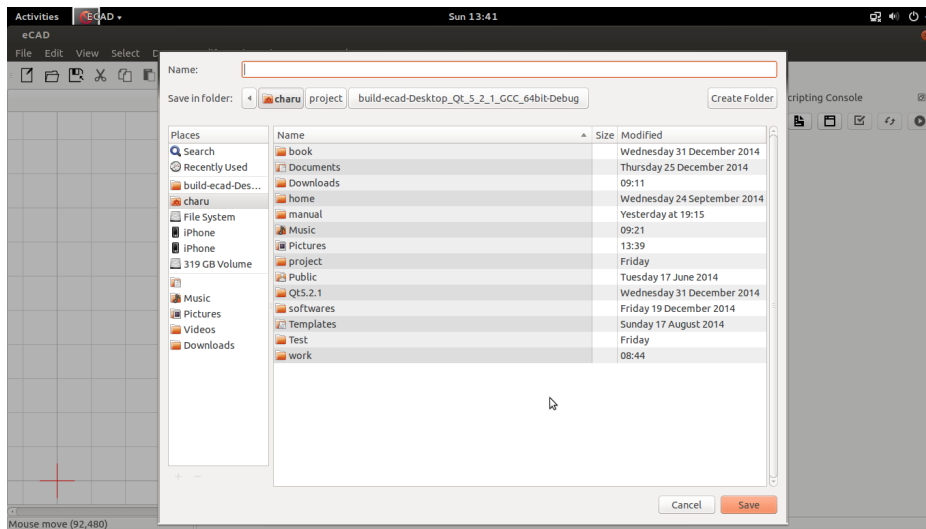 Activities ECAD Sun 13:41
eCAD
File Edit View Select
Name:
Save in folder: charu project build-ecad-Desktop_Qt_5_2_1_GCC_64bit-Debug Create Folder
cripting Console
Places Name Size Modified
Search book Wednesday 31 December 2014
Recently Used Documents Thursday 25 December 2014
build-ecad-Des... Downloads 09:11
charu home Wednesday 24 September 2014
File System manual Yesterday at 19:15
iPhone Music 09:21
iPhone Pictures 13:39
319 GB Volume project Friday
Public Tuesday 17 June 2014
Music Qt5.2.1 Wednesday 31 December 2014
Pictures softwares Friday 19 December 2014
Videos Templates Sunday 17 August 2014
Downloads Test Friday
work 08:44
Cancel Save
Mouse move (92,480)